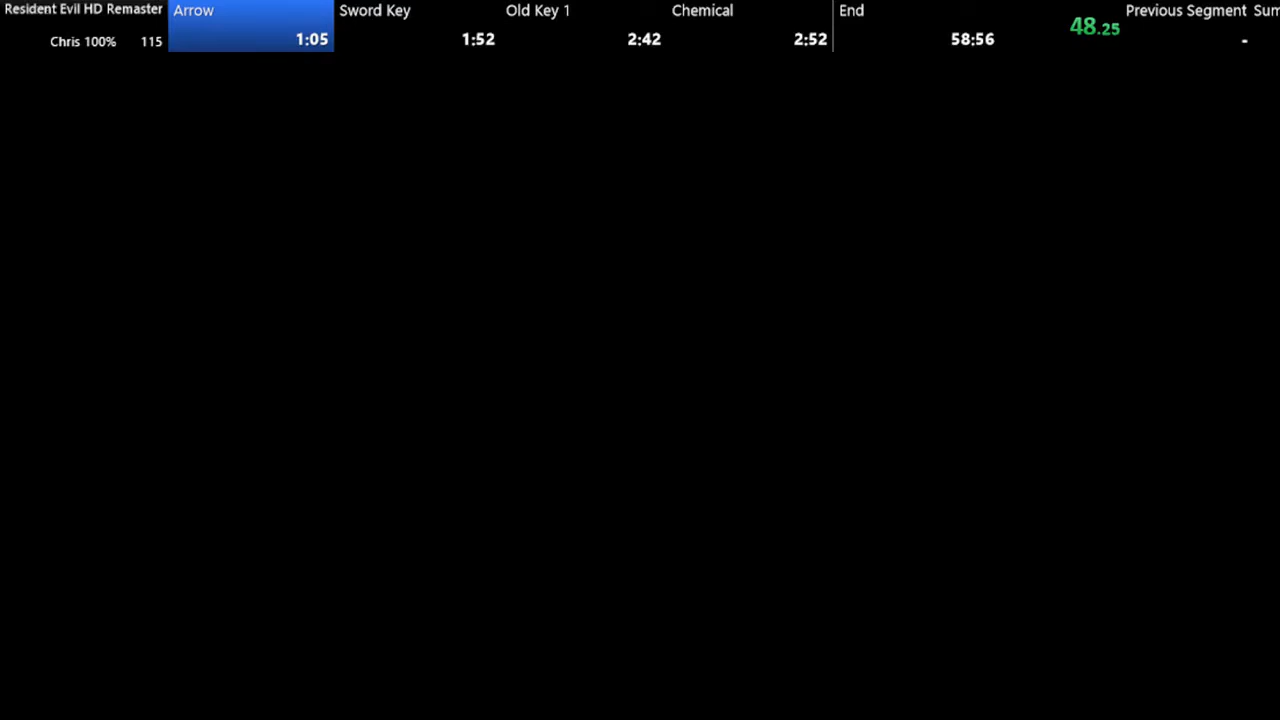 Resident Evil HD Remaster
Chris 100% 115
Arrow
1:05
Sword Key
1:52
Old Key 1
2:42
Chemical
2:52
End
58:56
48.25
Previous Segment
-
Sum